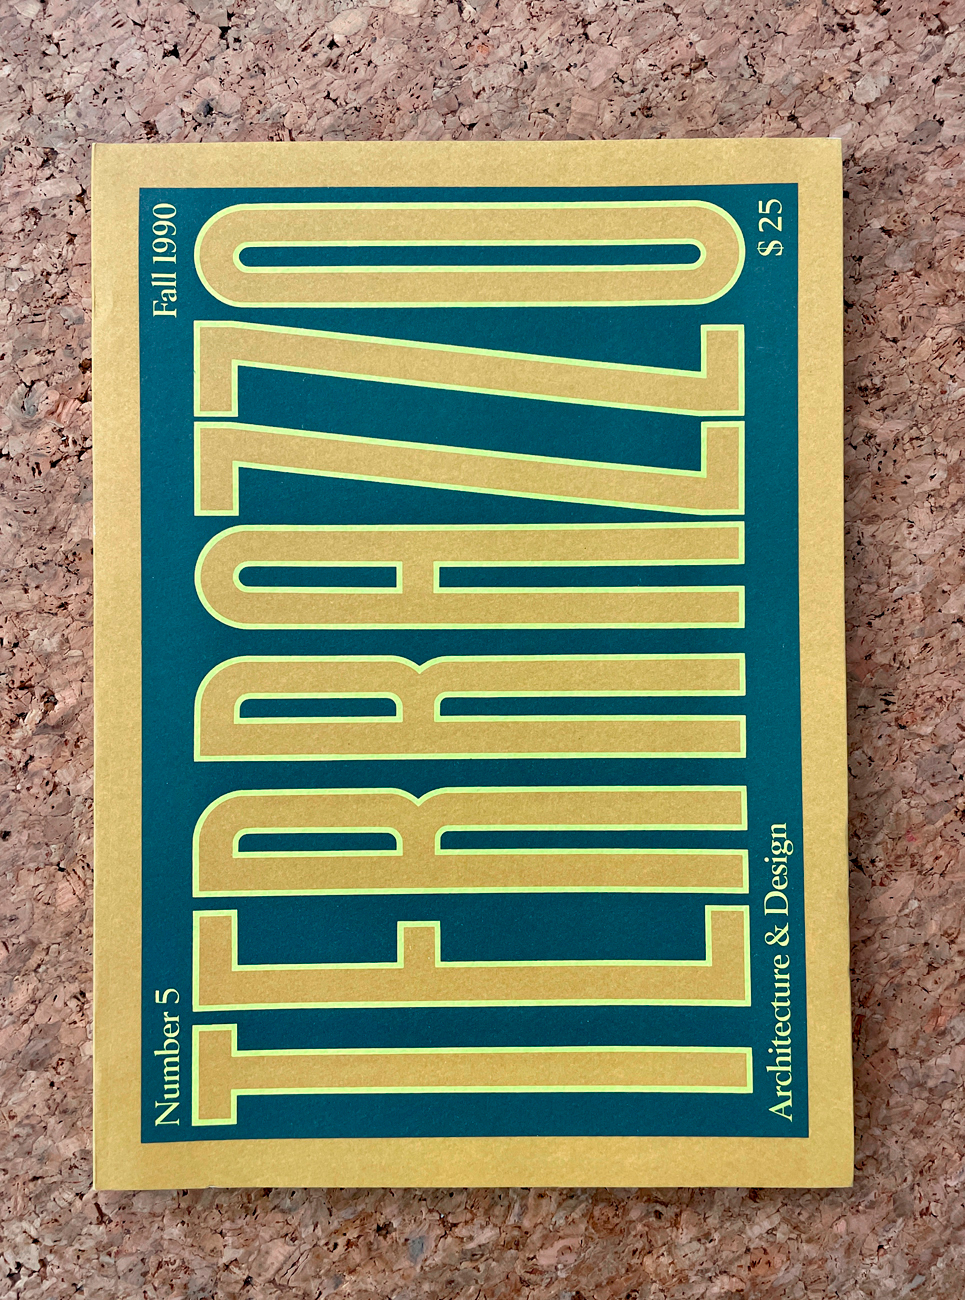 Number 5 Fall 1990
TERRAZZO
Architecture & Design $ 25